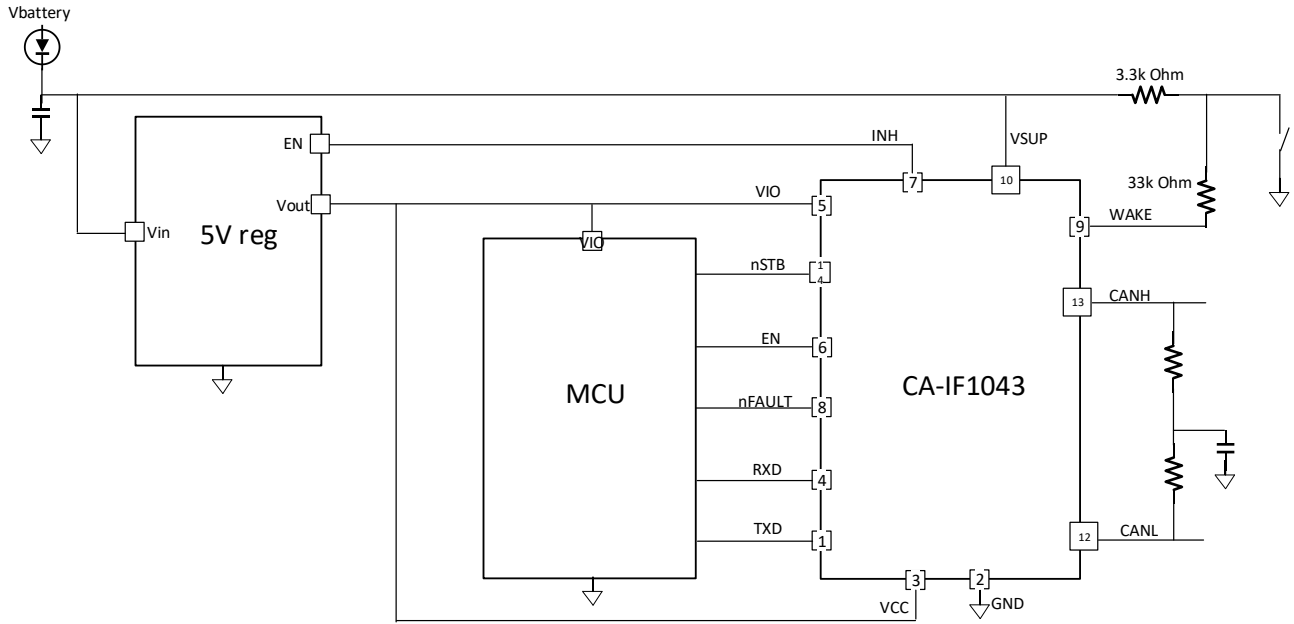 Vbattery
3.3k Ohm
EN
INH
VSUP
7
10
33k Ohm
Vout
VIO
5
Vin
5V reg
WAKE
9
VIO
nSTB
1
4
CANH
13
EN
6
MCU
CA-IF1043
nFAULT
8
RXD
4
TXD
1
CANL
12
3
2
VCC
GND